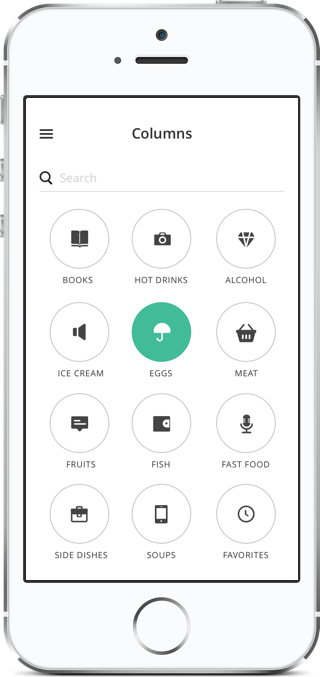 Columns
Search
BOOKS HOT DRINKS ALCOHOL
ICE CREAM EGGS MEAT
FRUITS FISH FAST FOOD
SIDE DISHES SOUPS FAVORITES